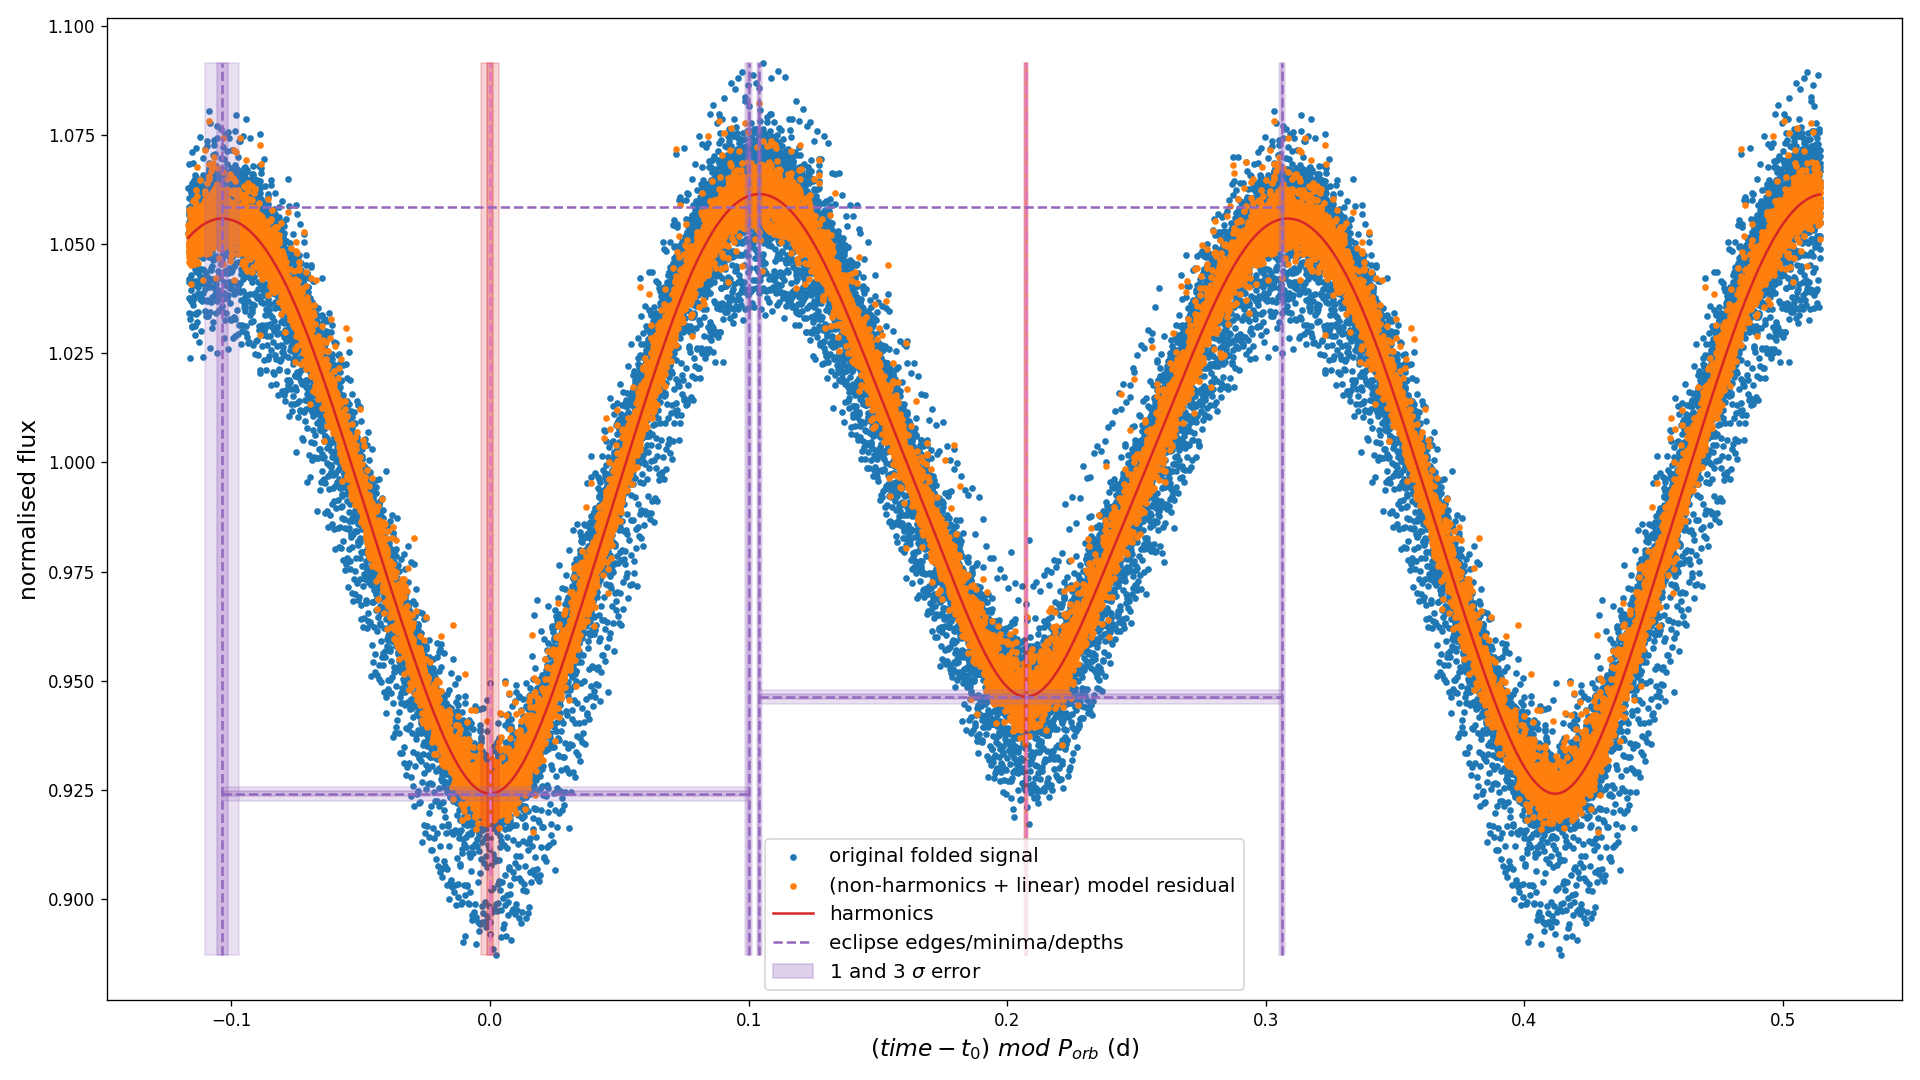 1.100
1.075
1.050
1.025
1.000
0.975
0.950
0.925
0.900
normalised flux
original folded signal
(non-harmonics + linear) model residual
harmonics
eclipse edges/minima/depths
1 and 3 σ error
−0.1 0.0 0.1 0.2 0.3 0.4 0.5
(time − t₀) mod P_orb (d)